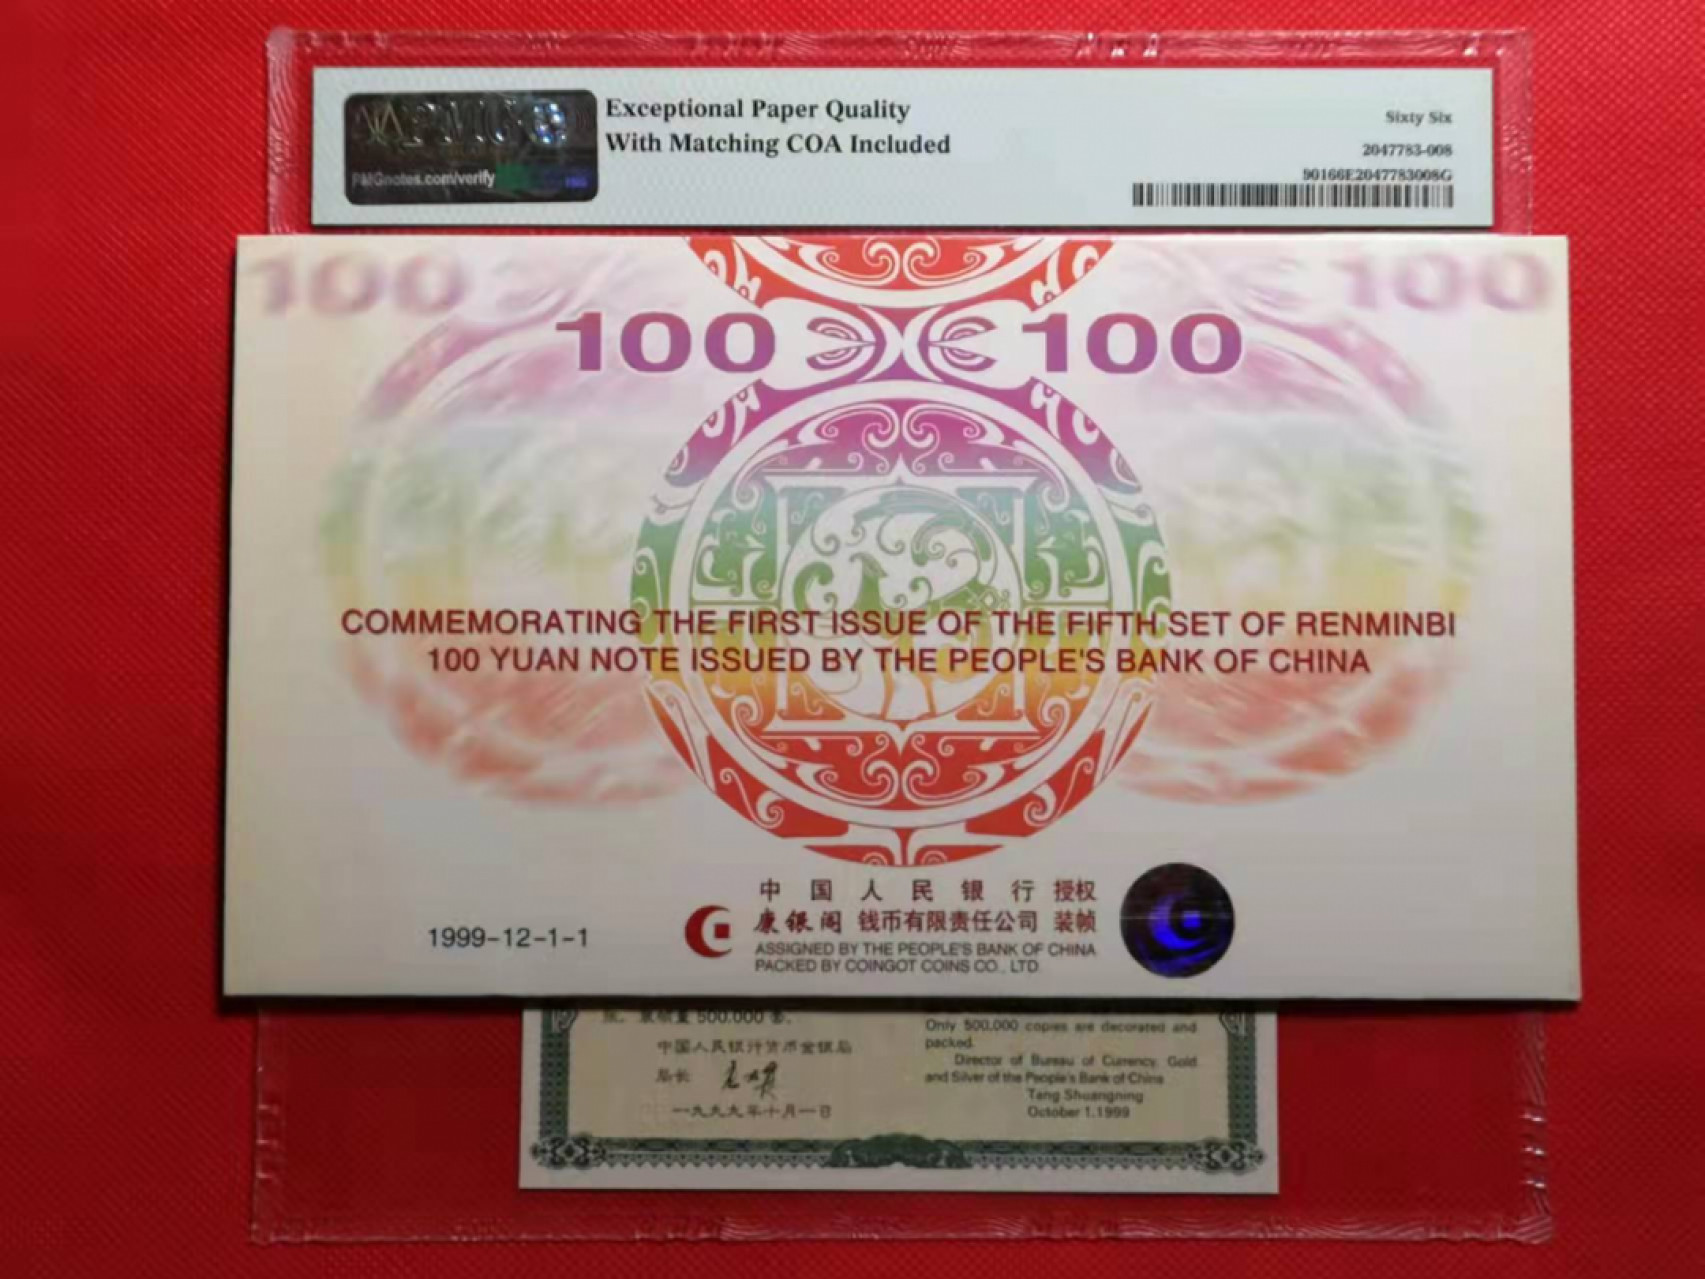 Exceptional Paper Quality
With Matching COA Included
PMGnotes.com/verify
Sixty Six
2047783-008
90166E2047783008G
100 100
100 100
COMMEMORATING THE FIRST ISSUE OF THE FIFTH SET OF RENMINBI
100 YUAN NOTE ISSUED BY THE PEOPLE'S BANK OF CHINA
中国人民银行 授权
康银阁 钱币有限责任公司 装帧
ASSIGNED BY THE PEOPLE'S BANK OF CHINA
PACKED BY COINGOT COINS CO., LTD.
1999-12-1-1
500.000 套.
中国人民银行货币金银局
局长
一九九九年十月一日
Only 500.000 copies are decorated and
packed.
Director of Bureau of Currency, Gold
and Silver of the People's Bank of China
Tang Shuangning
October 1.1999